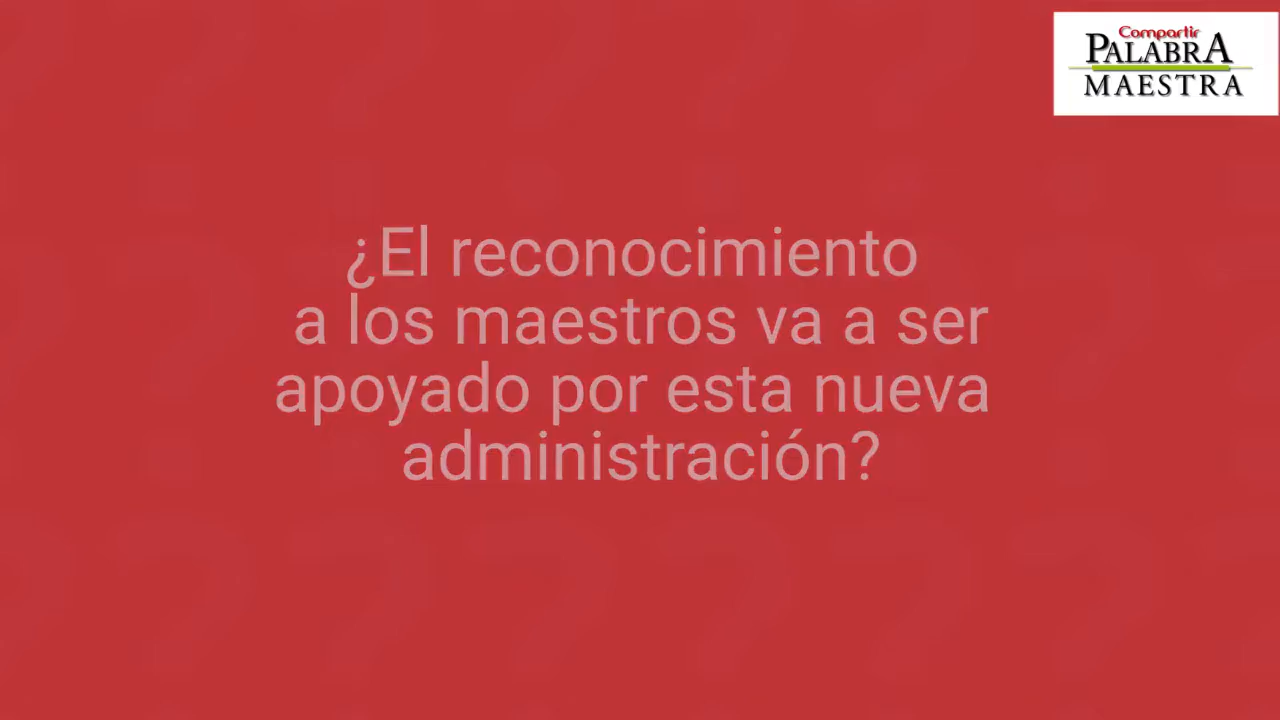 Compartir
PALABRA
MAESTRA
¿El reconocimiento
a los maestros va a ser
apoyado por esta nueva
administración?